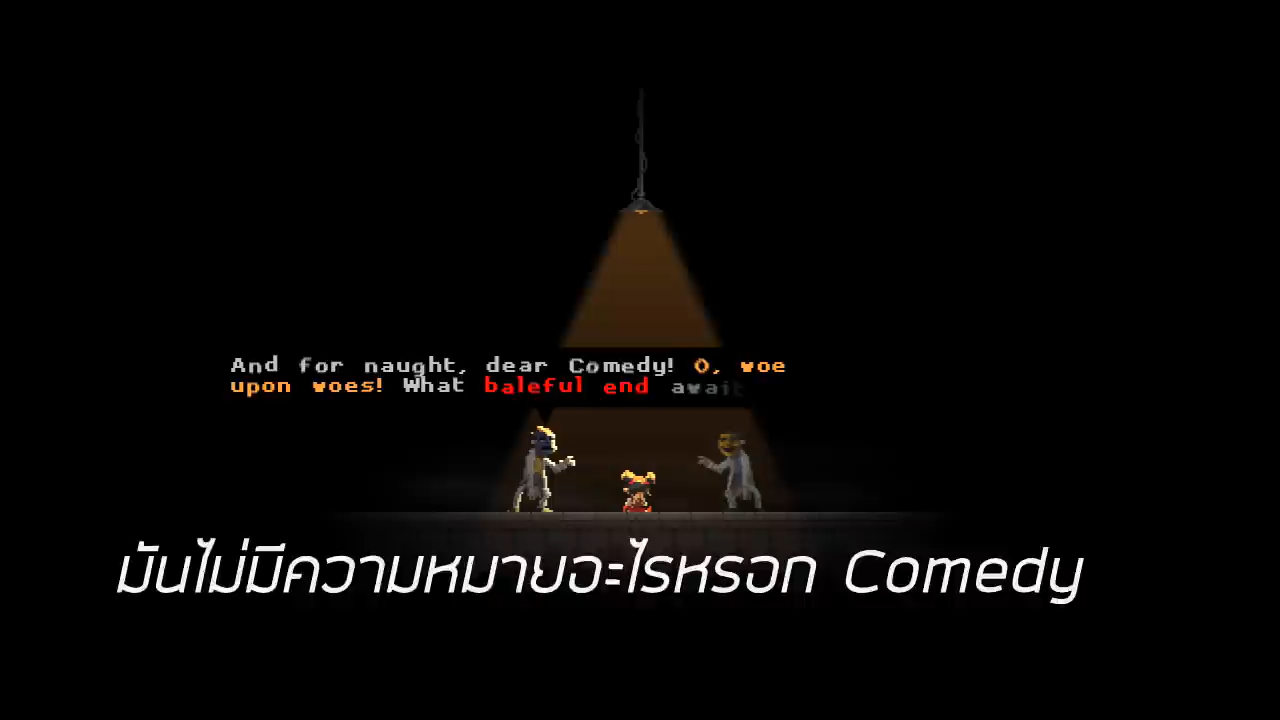 And for naught, dear Comedy! O, woe
upon woes! What baleful end await
มันไม่มีความหมายอะไรหรอก Comedy